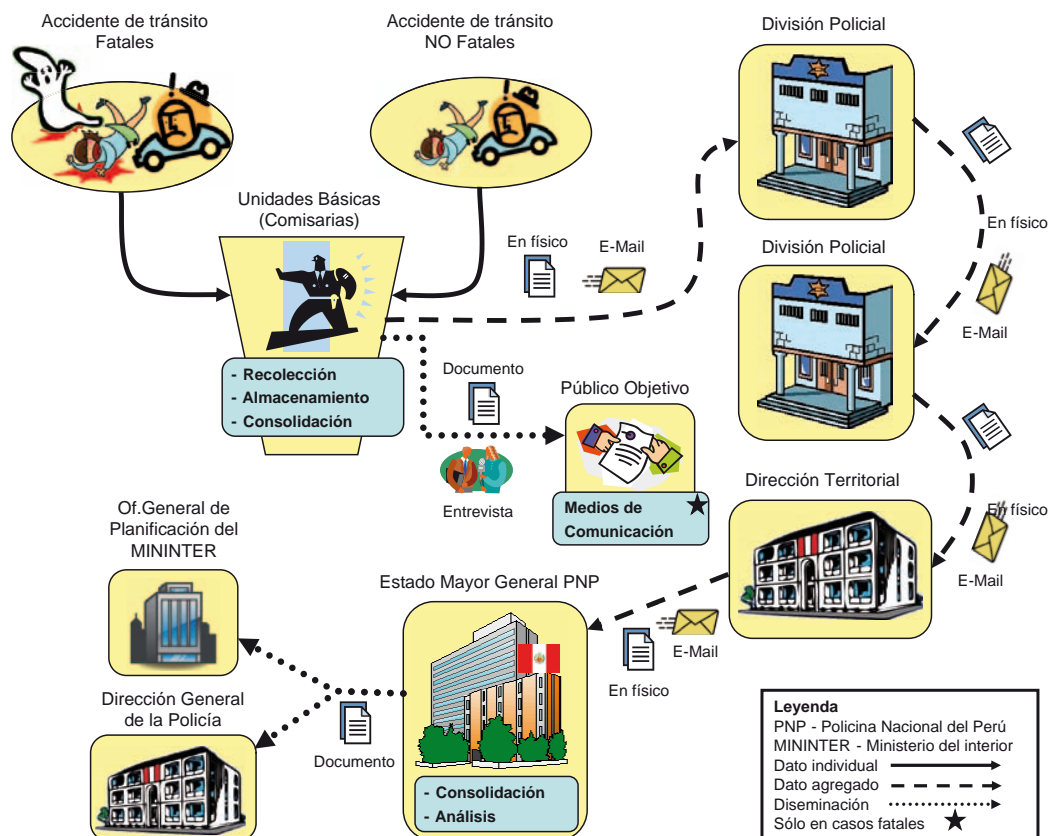 Accidente de tránsito
Fatales
Accidente de tránsito
NO Fatales
División Policial
Unidades Básicas
(Comisarias)
En físico
E-Mail
En físico
E-Mail
División Policial
- Recolección
- Almacenamiento
- Consolidación
Documento
Entrevista
Público Objetivo
Medios de
Comunicación
En físico
E-Mail
Dirección Territorial
Of.General de
Planificación del
MININTER
Estado Mayor General PNP
E-Mail
En físico
Dirección General
de la Policía
Documento
- Consolidación
- Análisis
Leyenda
PNP - Policina Nacional del Perú
MININTER - Ministerio del interior
Dato individual
Dato agregado
Diseminación
Sólo en casos fatales